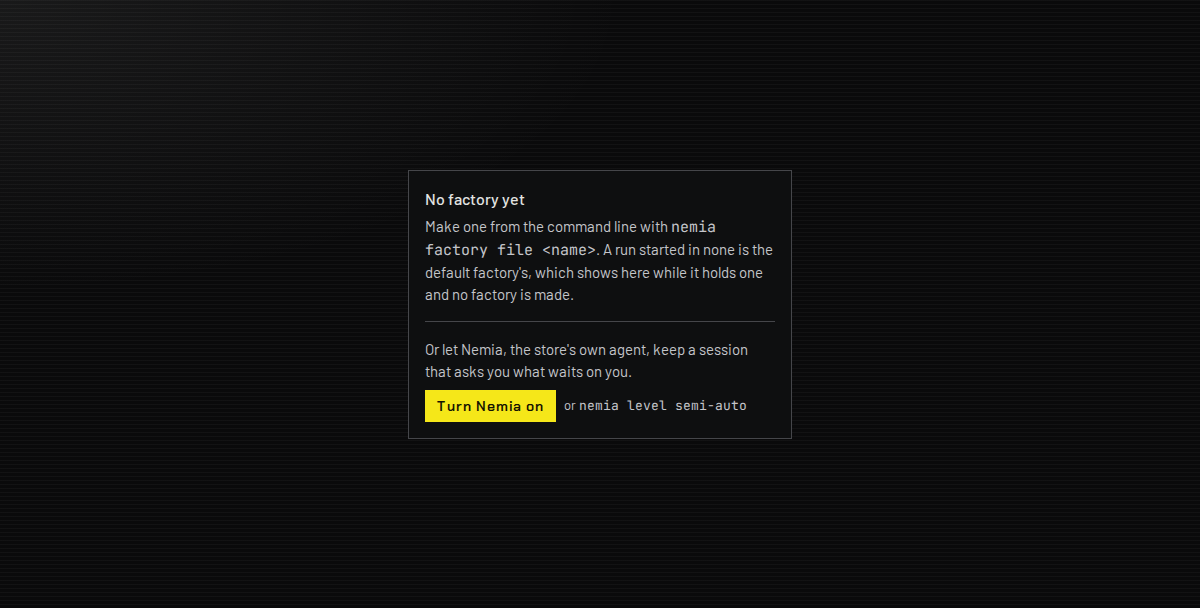 No factory yet
Make one from the command line with nemia
factory file <name>. A run started in none is the
default factory's, which shows here while it holds one
and no factory is made.
Or let Nemia, the store's own agent, keep a session
that asks you what waits on you.
Turn Nemia on or nemia level semi-auto